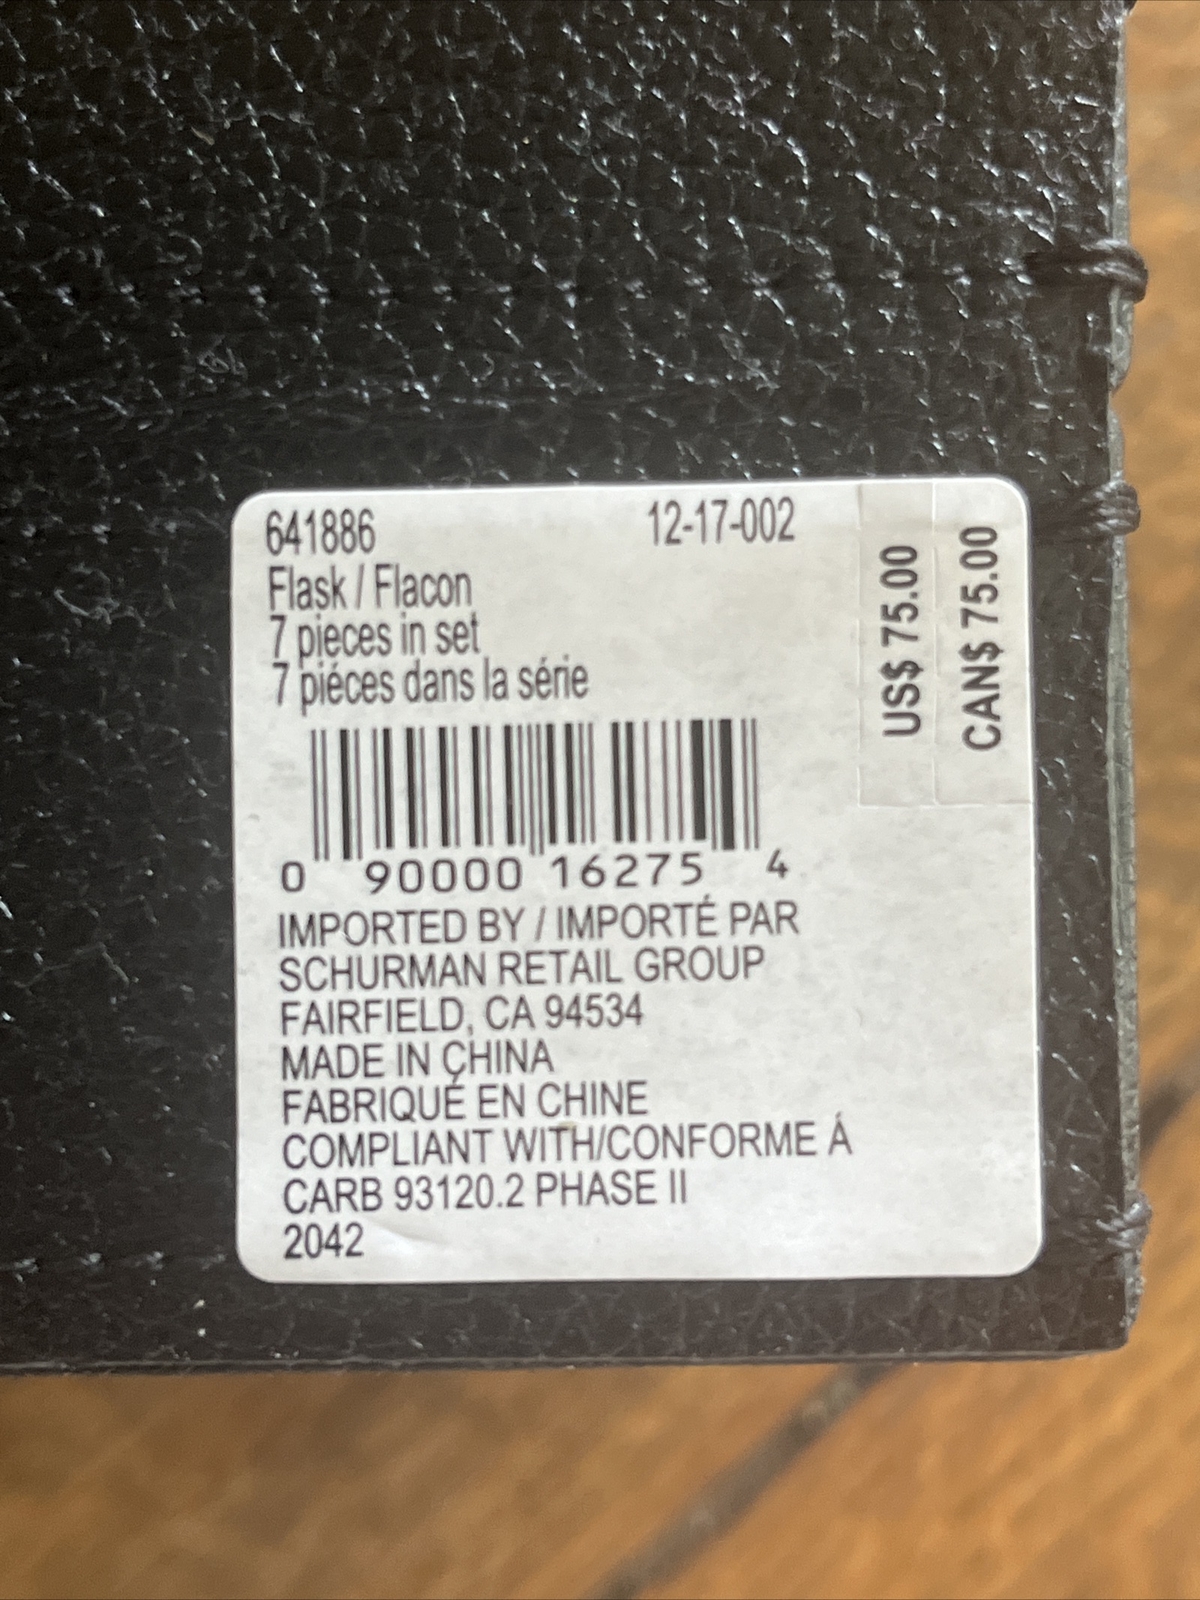 641886 12-17-002
Flask / Flacon
7 pieces in set
7 piéces dans la série
US$ 75.00
CAN$ 75.00
0 90000 16275 4
IMPORTED BY / IMPORTÉ PAR
SCHURMAN RETAIL GROUP
FAIRFIELD, CA 94534
MADE IN CHINA
FABRIQUÉ EN CHINE
COMPLIANT WITH/CONFORME Á
CARB 93120.2 PHASE II
2042